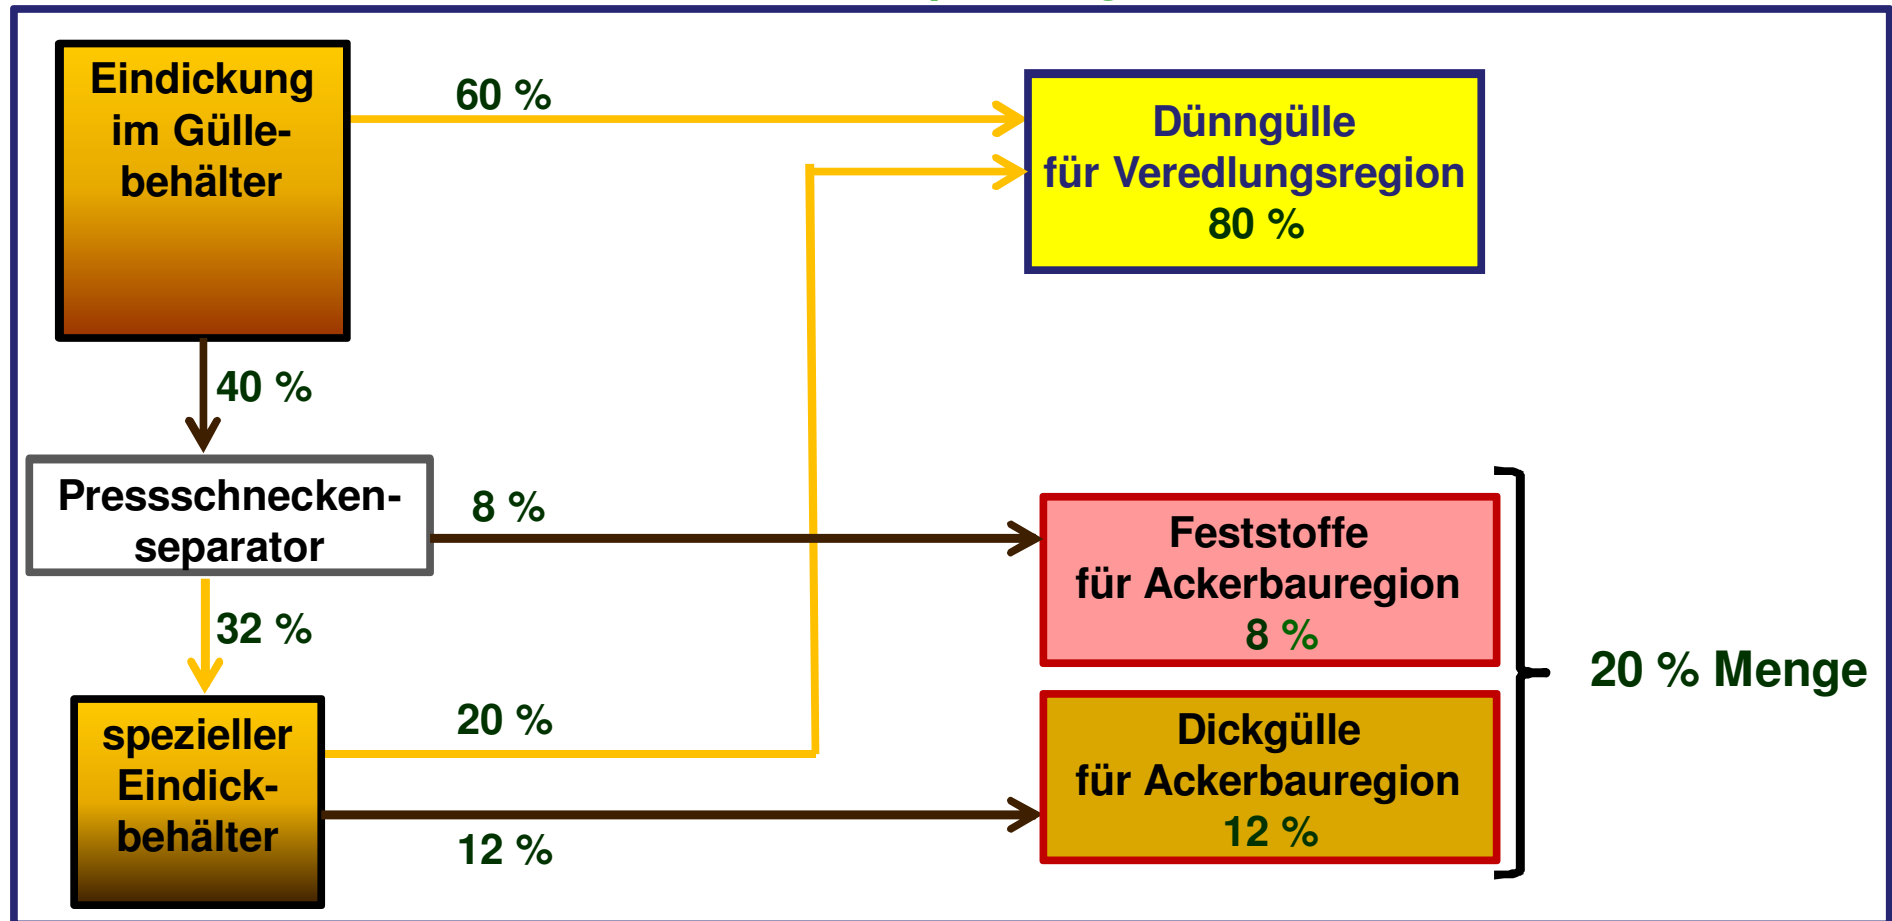 Eindickung
im Gülle-
behälter
60 %
Dünngülle
für Veredlungsregion
80 %
40 %
Pressschnecken-
separator
8 %
Feststoffe
für Ackerbauregion
8 %
32 %
20 % Menge
spezieller
Eindick-
behälter
20 %
12 %
Dickgülle
für Ackerbauregion
12 %